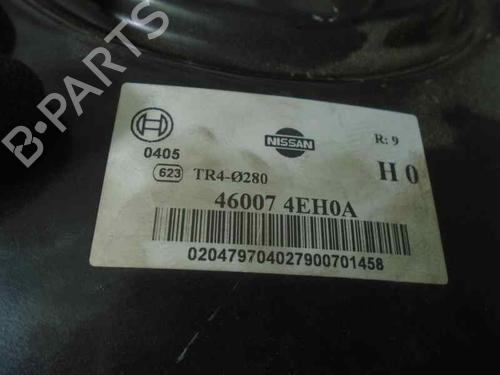 B-PARTS
NISSAN
R: 9
0405
H 0
623 TR4-Ø280
46007 4EH0A
020479704027900701458